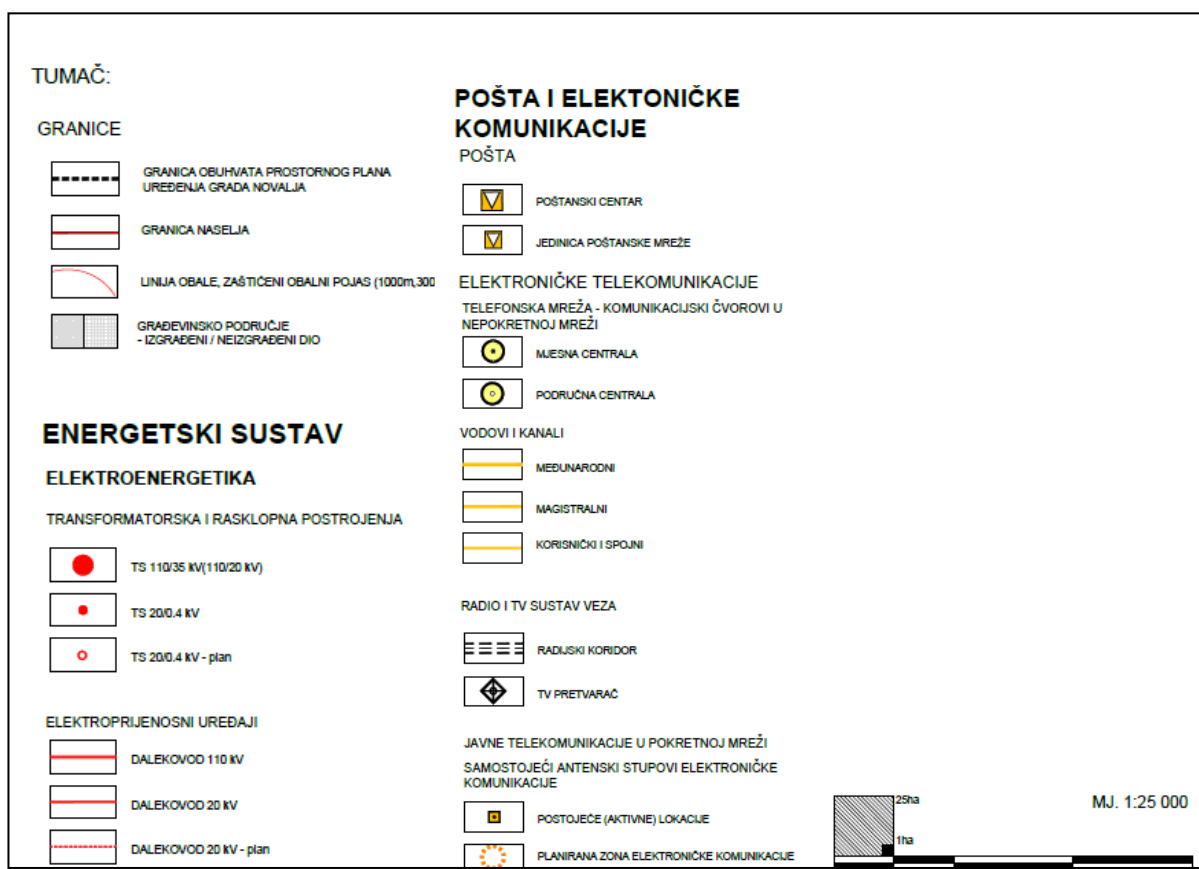 TUMAČ:
GRANICE
GRANICA OBUHVATA PROSTORNOG PLANA
UREĐENJA GRADA NOVALJA
GRANICA NASELJA
LINIJA OBALE, ZAŠTIĆENI OBALNI POJAS (1000m,300
GRAĐEVINSKO PODRUČJE
- IZGRAĐENI / NEIZGRAĐENI DIO
ENERGETSKI SUSTAV
ELEKTROENERGETIKA
TRANSFORMATORSKA I RASKLOPNA POSTROJENJA
TS 110/35 kV(110/20 kV)
TS 20/0.4 kV
TS 20/0.4 kV - plan
ELEKTROPRIJENOSNI UREĐAJI
DALEKOVOD 110 kV
DALEKOVOD 20 kV
DALEKOVOD 20 kV - plan
POŠTA I ELEKTONIČKE
KOMUNIKACIJE
POŠTA
POŠTANSKI CENTAR
JEDINICA POŠTANSKE MREŽE
ELEKTRONIČKE TELEKOMUNIKACIJE
TELEFONSKA MREŽA - KOMUNIKACIJSKI ČVOROVI U
NEPOKRETNOJ MREŽI
MJESNA CENTRALA
PODRUČNA CENTRALA
VODOVI I KANALI
MEĐUNARODNI
MAGISTRALNI
KORISNIČKI I SPOJNI
RADIO I TV SUSTAV VEZA
RADIJSKI KORIDOR
TV PRETVARAČ
JAVNE TELEKOMUNIKACIJE U POKRETNOJ MREŽI
SAMOSTOJEĆI ANTENSKI STUPOVI ELEKTRONIČKE
KOMUNIKACIJE
POSTOJEĆE (AKTIVNE) LOKACIJE
PLANIRANA ZONA ELEKTRONIČKE KOMUNIKACIJE
25ha
1ha
MJ. 1:25 000